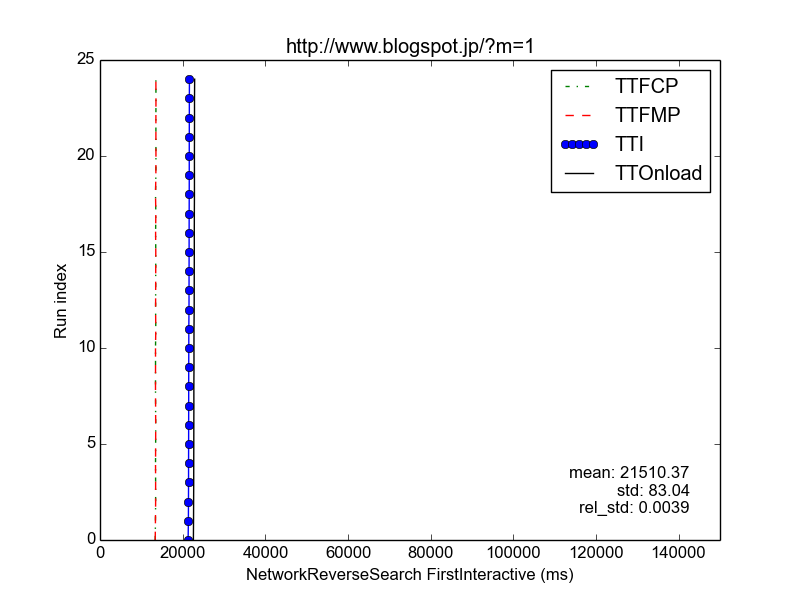 http://www.blogspot.jp/?m=1
25
20
15
10
5
0
Run index
TTFCP
TTFMP
TTI
TTOnload
mean: 21510.37
std: 83.04
rel_std: 0.0039
0 20000 40000 60000 80000 100000 120000 140000
NetworkReverseSearch FirstInteractive (ms)